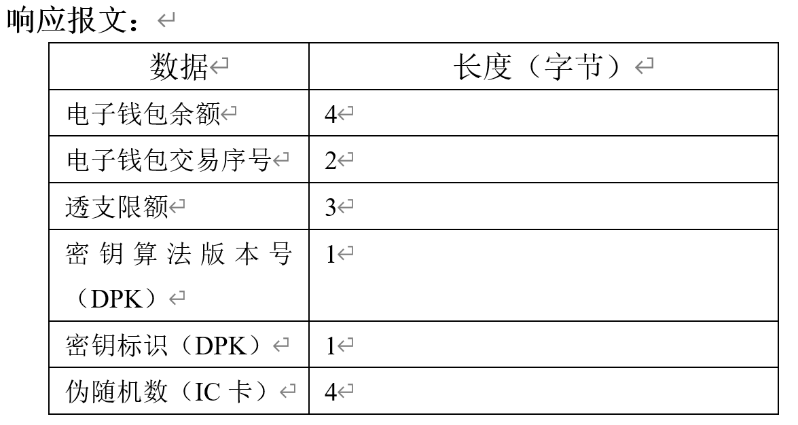 响应报文：
数据 长度（字节）
电子钱包余额 4
电子钱包交易序号 2
透支限额 3
密钥算法版本号 1
（DPK）
密钥标识（DPK） 1
伪随机数（IC 卡） 4